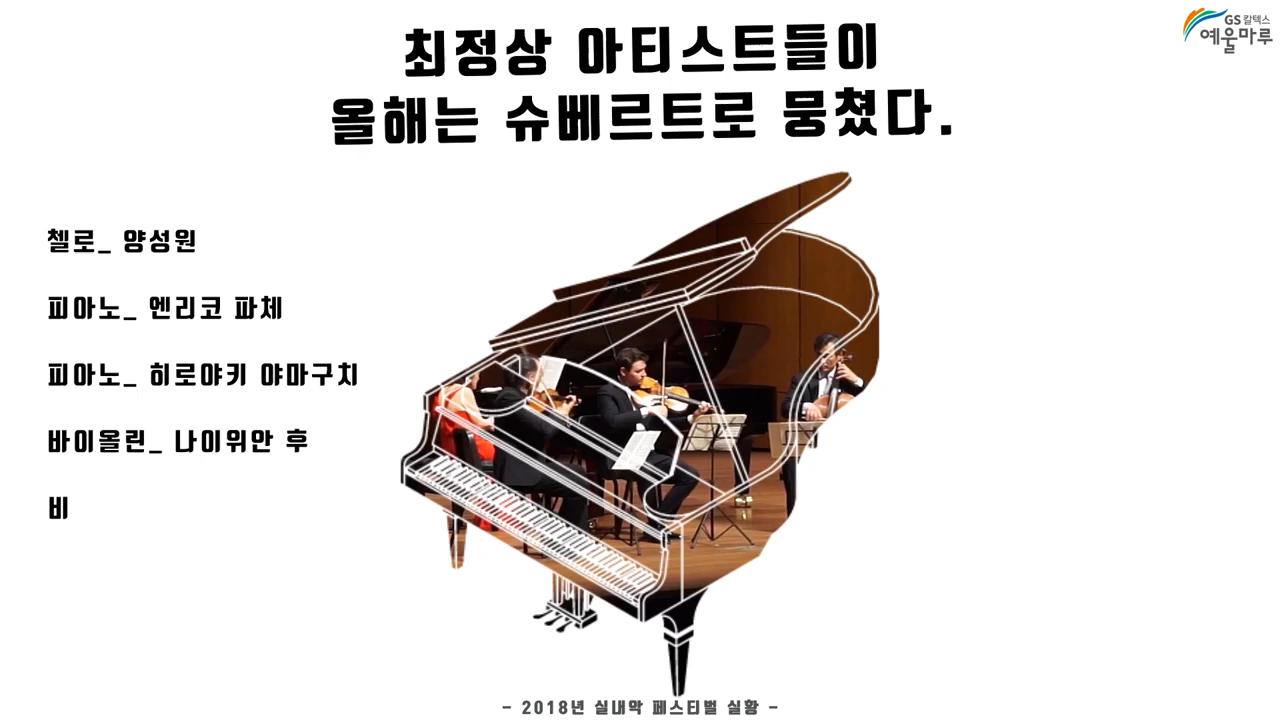 GS칼텍스
예울마루
최정상 아티스트들이
올해는 슈베르트로 뭉쳤다.
첼로_ 양성원
피아노_ 엔리코 파체
피아노_ 히로야키 야마구치
바이올린_ 나이위안 후
비
- 2018년 실내악 페스티벌 실황 -